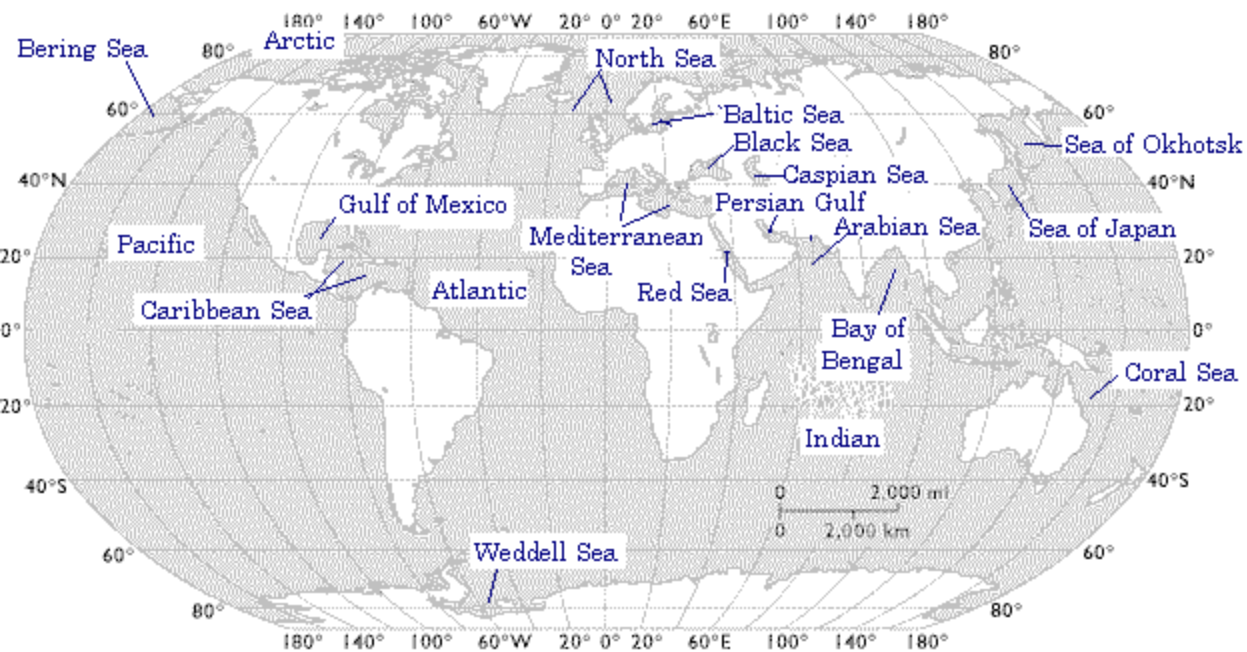 180° 140° 100° 60°W 20° 0° 20° 60°E 100° 140° 180°
Bering Sea
80°
Arctic
North Sea
80°
60°
Baltic Sea
60°
Black Sea
Sea of Okhotsk
40°N
Caspian Sea
40°N
Gulf of Mexico
Persian Gulf
Arabian Sea
Sea of Japan
Pacific
Mediterranean
Sea
20°
20°
Red Sea
Atlantic
Caribbean Sea
0°
Bay of
Bengal
0°
Coral Sea
20°
20°
Indian
40°S
40°S
0 2,000 mi
0 2,000 km
60°
Weddell Sea
60°
80°
80°
180° 140° 100° 60°W 20° 0° 20° 60°E 100° 140° 180°